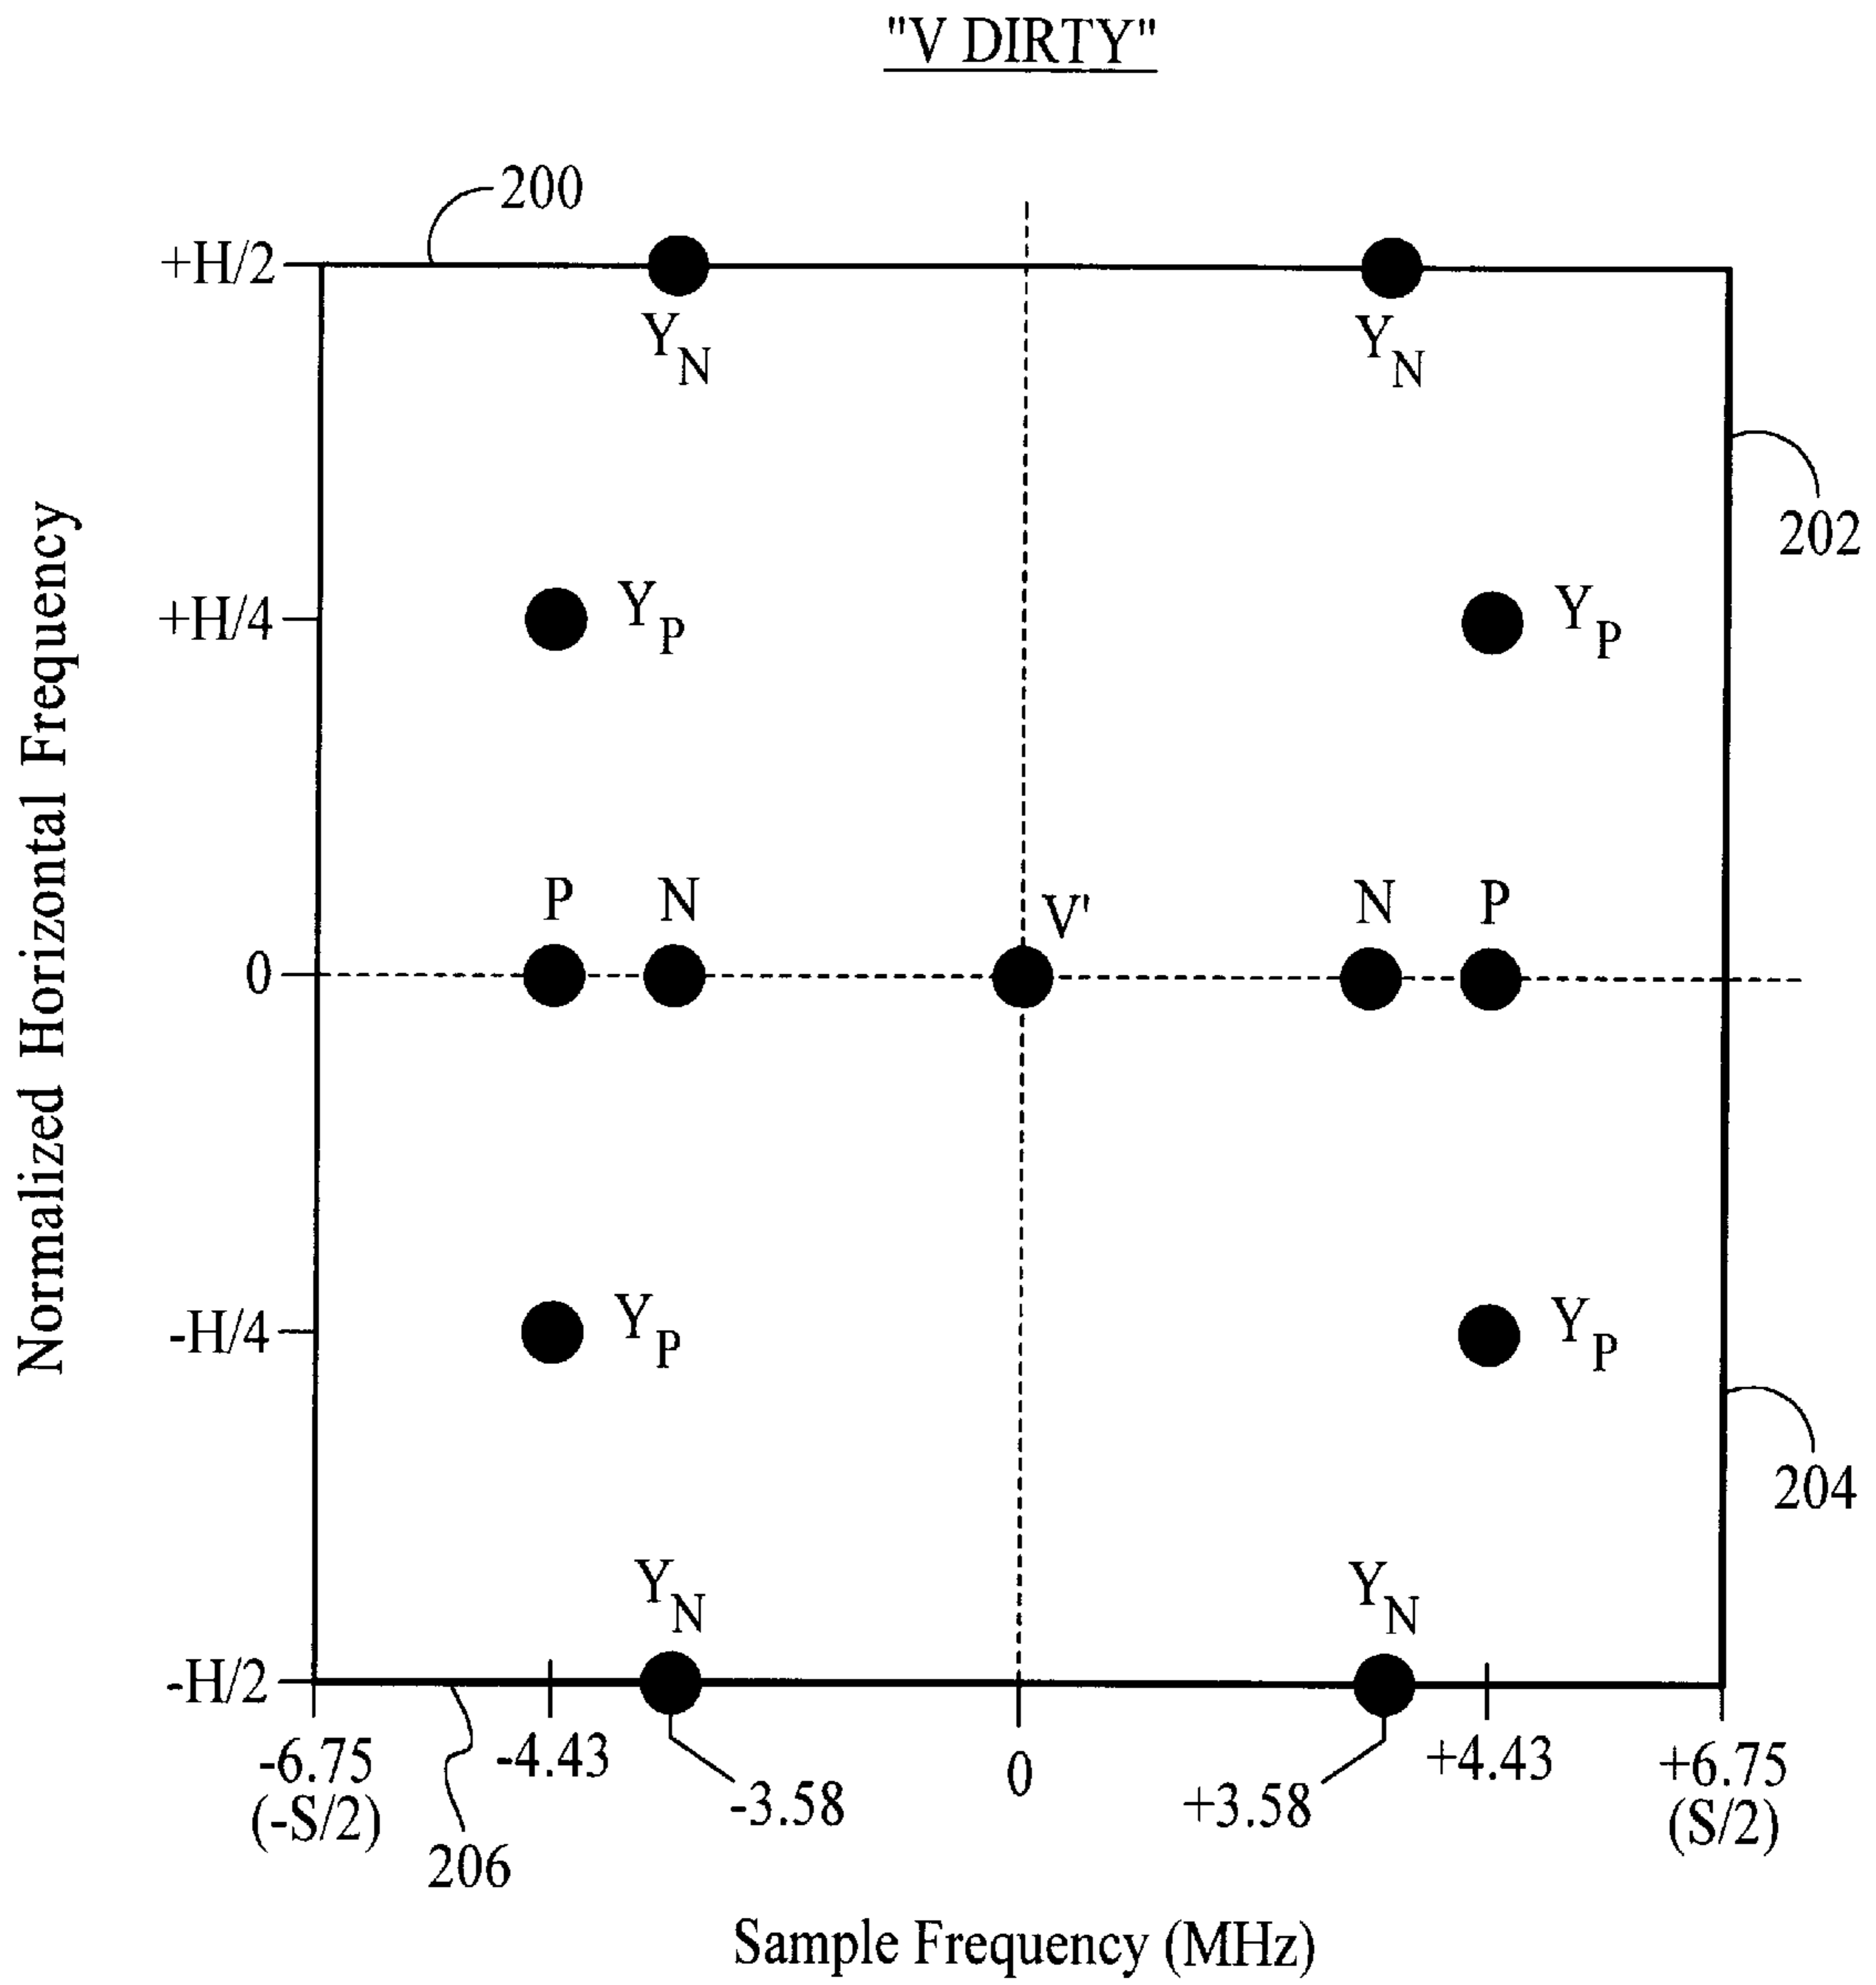 "V DIRTY"
200
+H/2
Y_N Y_N
202
+H/4
Y_P Y_P
Normalized Horizontal Frequency
P N V' N P
0
-H/4
Y_P Y_P
204
Y_N Y_N
-H/2
-6.75 -4.43 -3.58 0 +3.58 +4.43 +6.75
(-S/2) (S/2)
206
Sample Frequency (MHz)